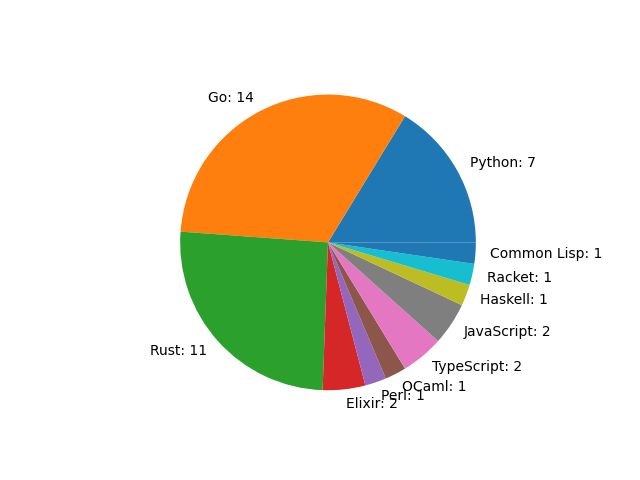 Go: 14
Python: 7
Common Lisp: 1
Racket: 1
Haskell: 1
JavaScript: 2
Rust: 11
TypeScript: 2
OCaml: 1
Perl: 1
Elixir: 2